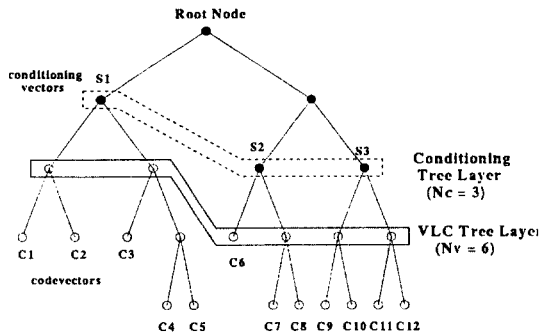 Root Node
conditioning
vectors
S1
S2
S3
Conditioning
Tree Layer
(Nc = 3)
VLC Tree Layer
(Nv = 6)
C1
C2
C3
C6
codevectors
C4
C5
C7
C8
C9
C10
C11
C12